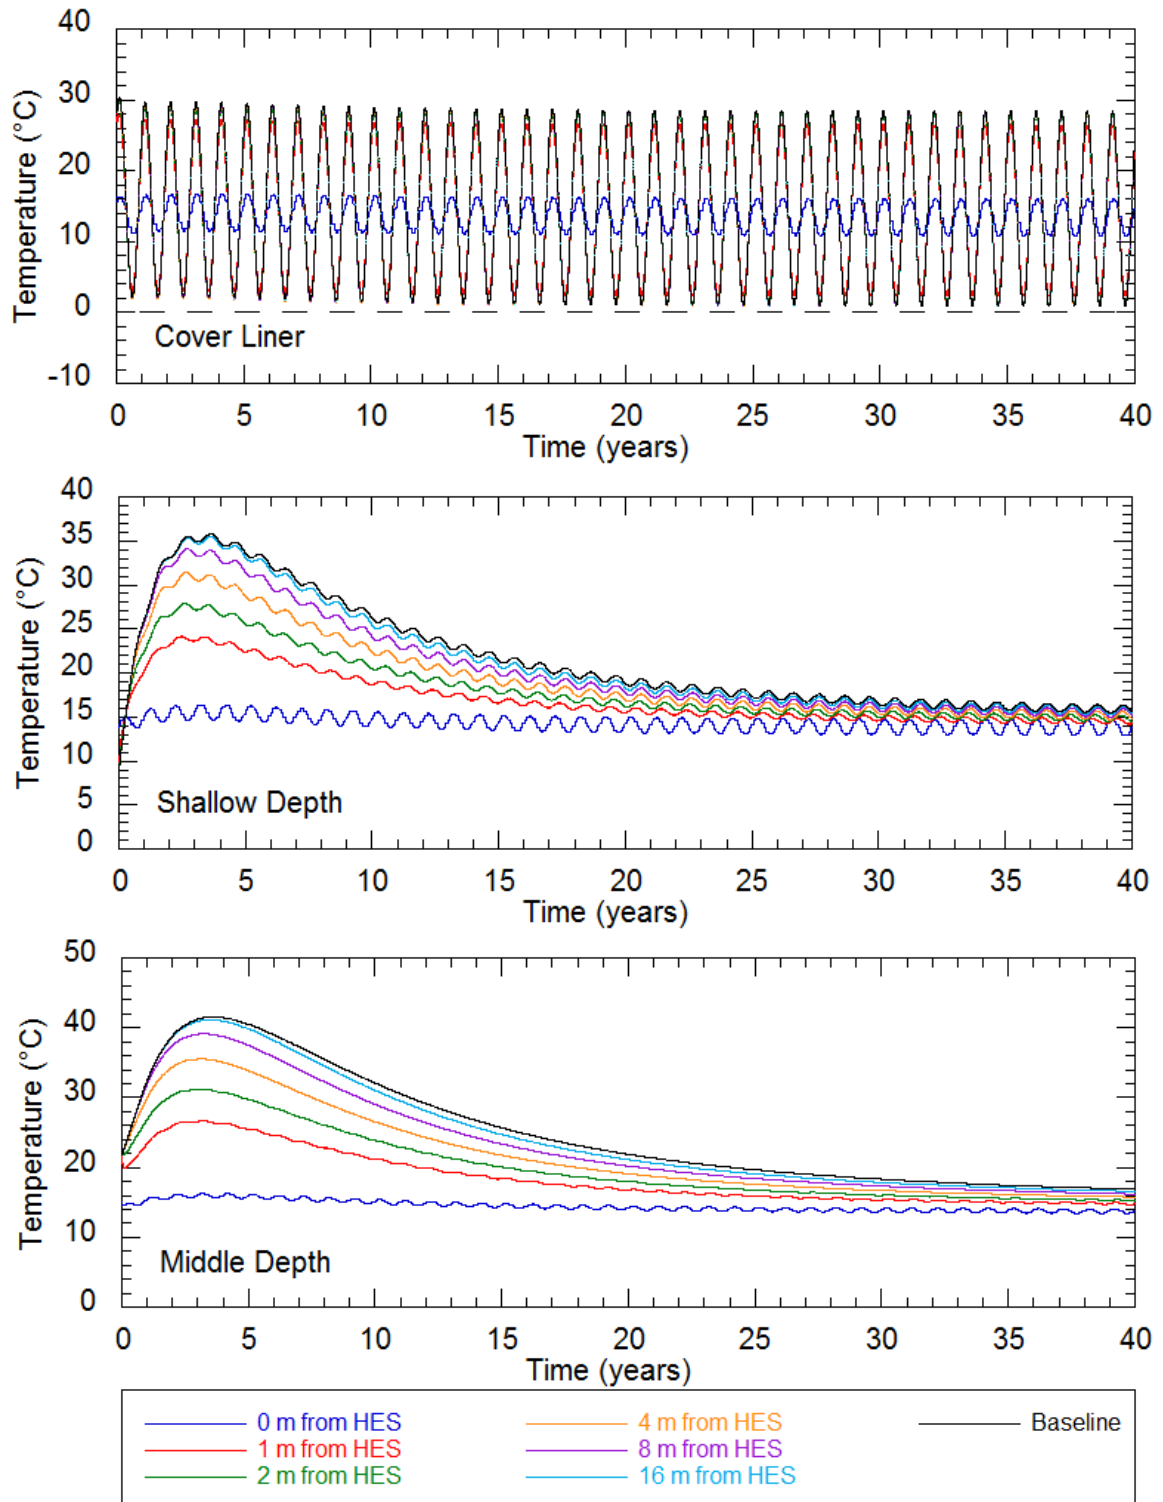 40
30
20
10
0
-10
Temperature (°C)
Cover Liner
0 5 10 15 20 25 30 35 40
Time (years)
40
35
30
25
20
15
10
5
0
Temperature (°C)
Shallow Depth
0 5 10 15 20 25 30 35 40
Time (years)
50
40
30
20
10
0
Temperature (°C)
Middle Depth
0 5 10 15 20 25 30 35 40
Time (years)
0 m from HES 4 m from HES Baseline
1 m from HES 8 m from HES
2 m from HES 16 m from HES